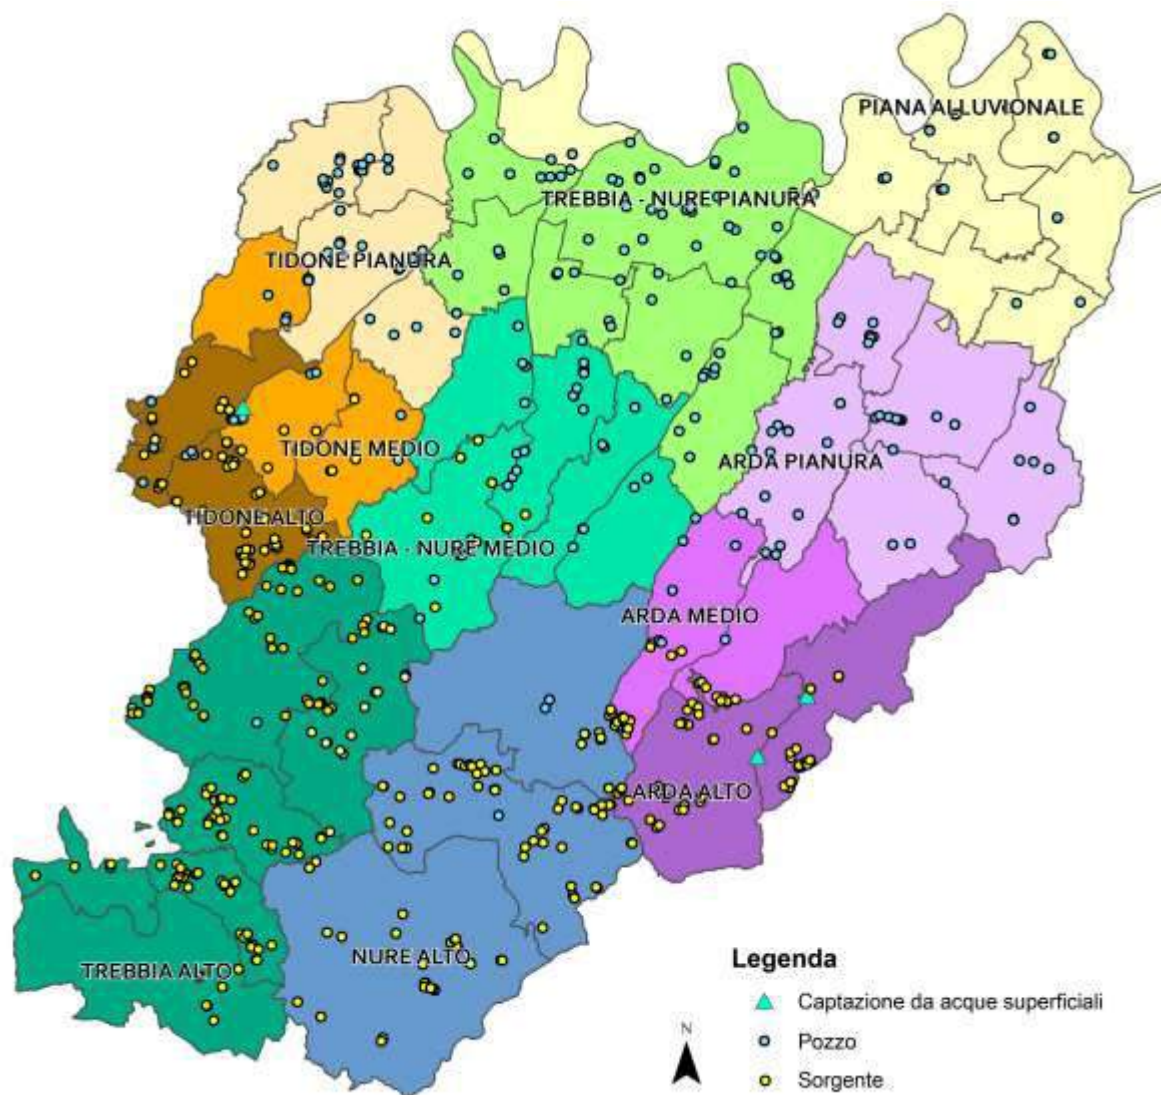 PIANA ALLUVIONALE
TREBBIA - NURE PIANURA
TIDONE PIANURA
TIDONE MEDIO
ARDA PIANURA
TIDONE ALTO
TREBBIA - NURE MEDIO
ARDA MEDIO
ARDA ALTO
NURE ALTO
TREBBIA ALTO
Legenda
Captazione da acque superficiali
N
Pozzo
Sorgente